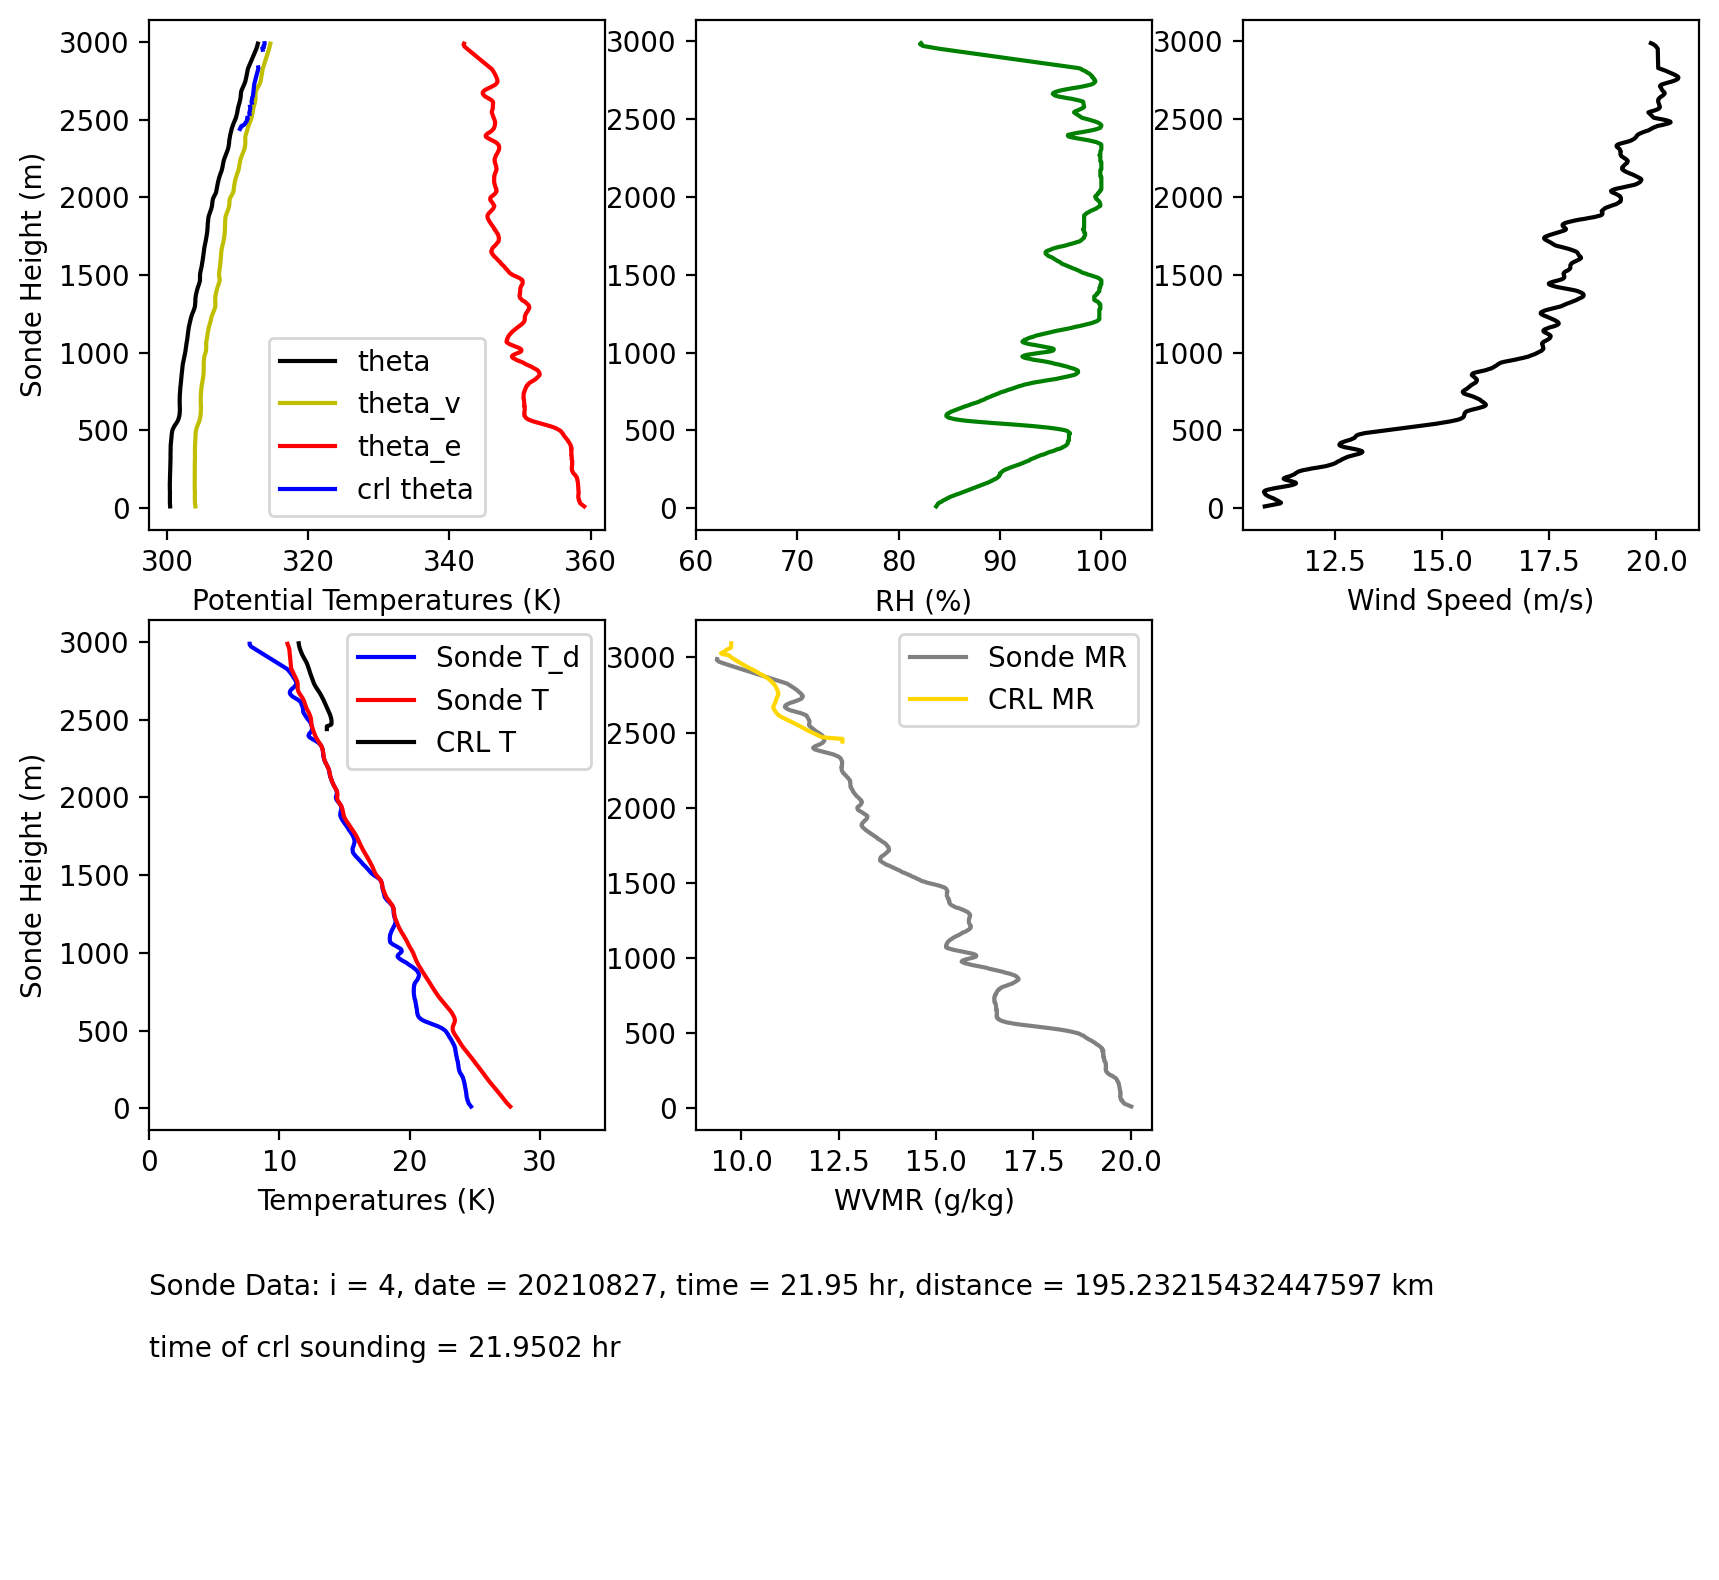 3000
2500
2000
1500
1000
500
0
Sonde Height (m)
theta
theta_v
theta_e
crl theta
300 320 340 360
Potential Temperatures (K)
3000
2500
2000
1500
1000
500
0
60 70 80 90 100
RH (%)
3000
2500
2000
1500
1000
500
0
12.5 15.0 17.5 20.0
Wind Speed (m/s)
3000
2500
2000
1500
1000
500
0
Sonde Height (m)
Sonde T_d
Sonde T
CRL T
0 10 20 30
Temperatures (K)
3000
2500
2000
1500
1000
500
0
Sonde MR
CRL MR
10.0 12.5 15.0 17.5 20.0
WVMR (g/kg)
Sonde Data: i = 4, date = 20210827, time = 21.95 hr, distance = 195.23215432447597 km
time of crl sounding = 21.9502 hr